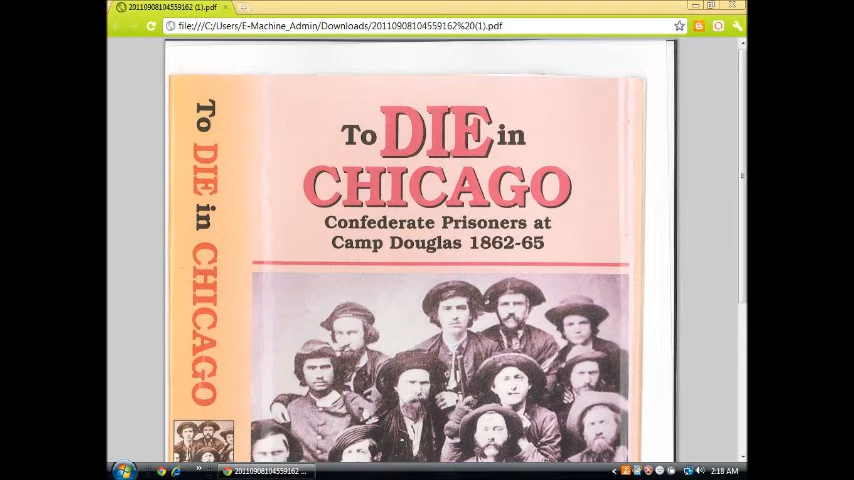 20110908104559162 (1).pdf
file:///C:/Users/E-Machine_Admin/Downloads/20110908104559162%20(1).pdf
To DIE in CHICAGO
To DIE in
CHICAGO
Confederate Prisoners at
Camp Douglas 1862-65
20110908104559162 ...
2:18 AM